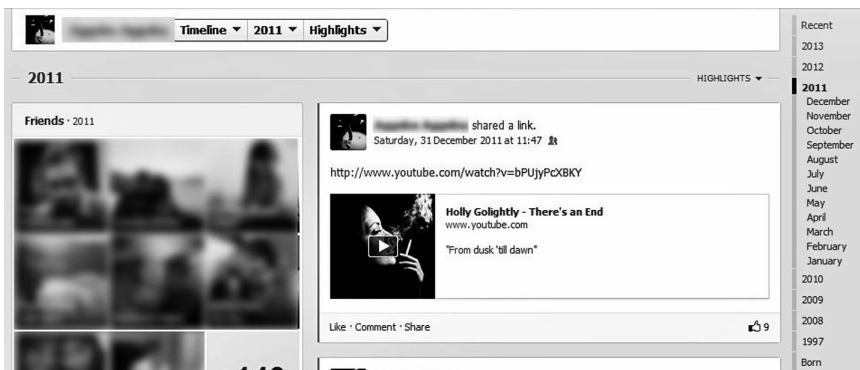 Timeline 2011 Highlights
2011
HIGHLIGHTS
Friends · 2011
shared a link.
Saturday, 31 December 2011 at 11:47
http://www.youtube.com/watch?v=bPUjyPcXBKY
Holly Golightly - There's an End
www.youtube.com
"From dusk 'till dawn"
Like · Comment · Share
9
Recent
2013
2012
2011
December
November
October
September
August
July
June
May
April
March
February
January
2010
2009
2008
1997
Born